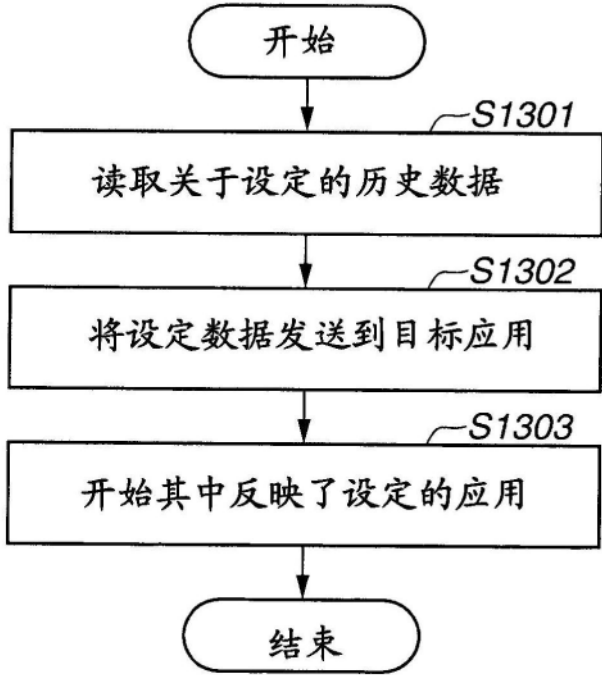 开始
S1301
读取关于设定的历史数据
S1302
将设定数据发送到目标应用
S1303
开始其中反映了设定的应用
结束